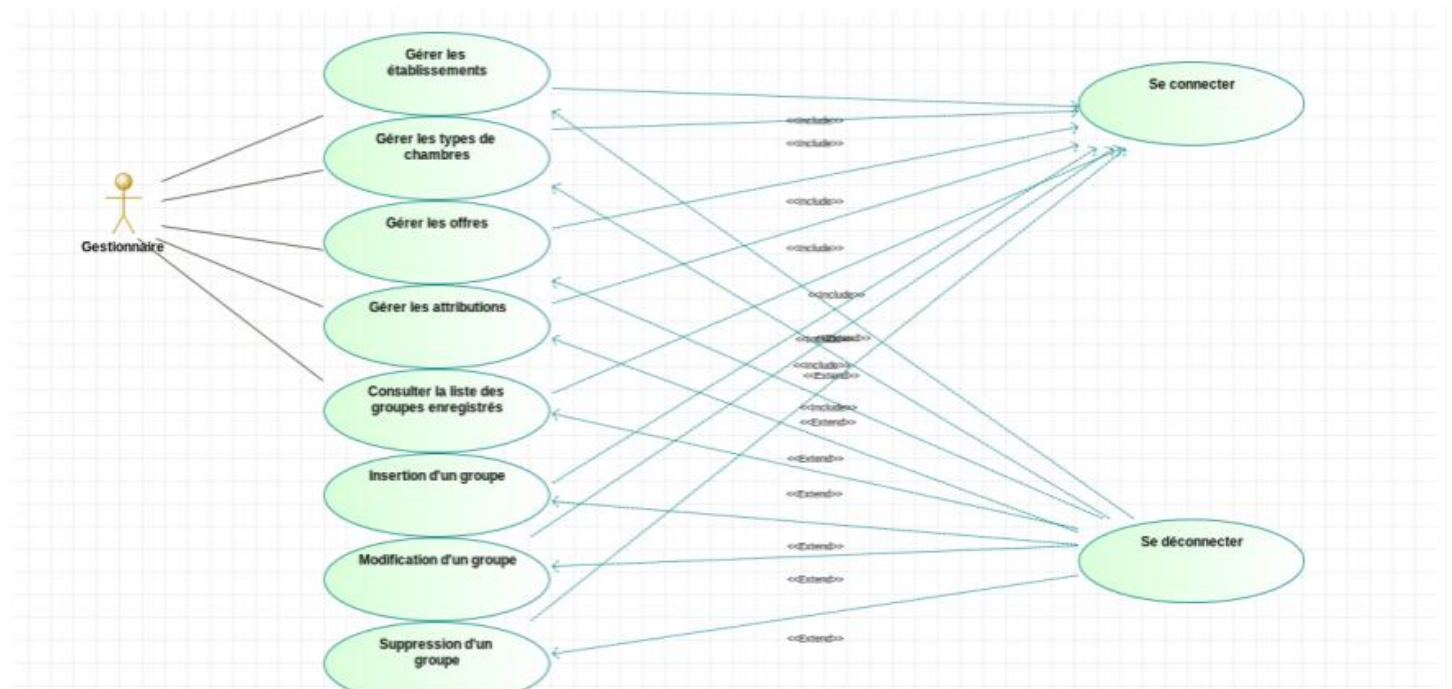 Gérer les
établissements
Se connecter
<<Include>>
Gérer les types de
chambres
<<Include>>
<<Include>>
Gérer les offres
Gestionnaire
<<Include>>
Gérer les attributions
<<Include>>
<<Extend>>
<<Include>>
<<Extend>>
Consulter la liste des
groupes enregistrés
<<Include>>
<<Extend>>
<<Extend>>
Insertion d'un groupe
<<Extend>>
Se déconnecter
<<Extend>>
Modification d'un groupe
<<Extend>>
<<Extend>>
Suppression d'un
groupe